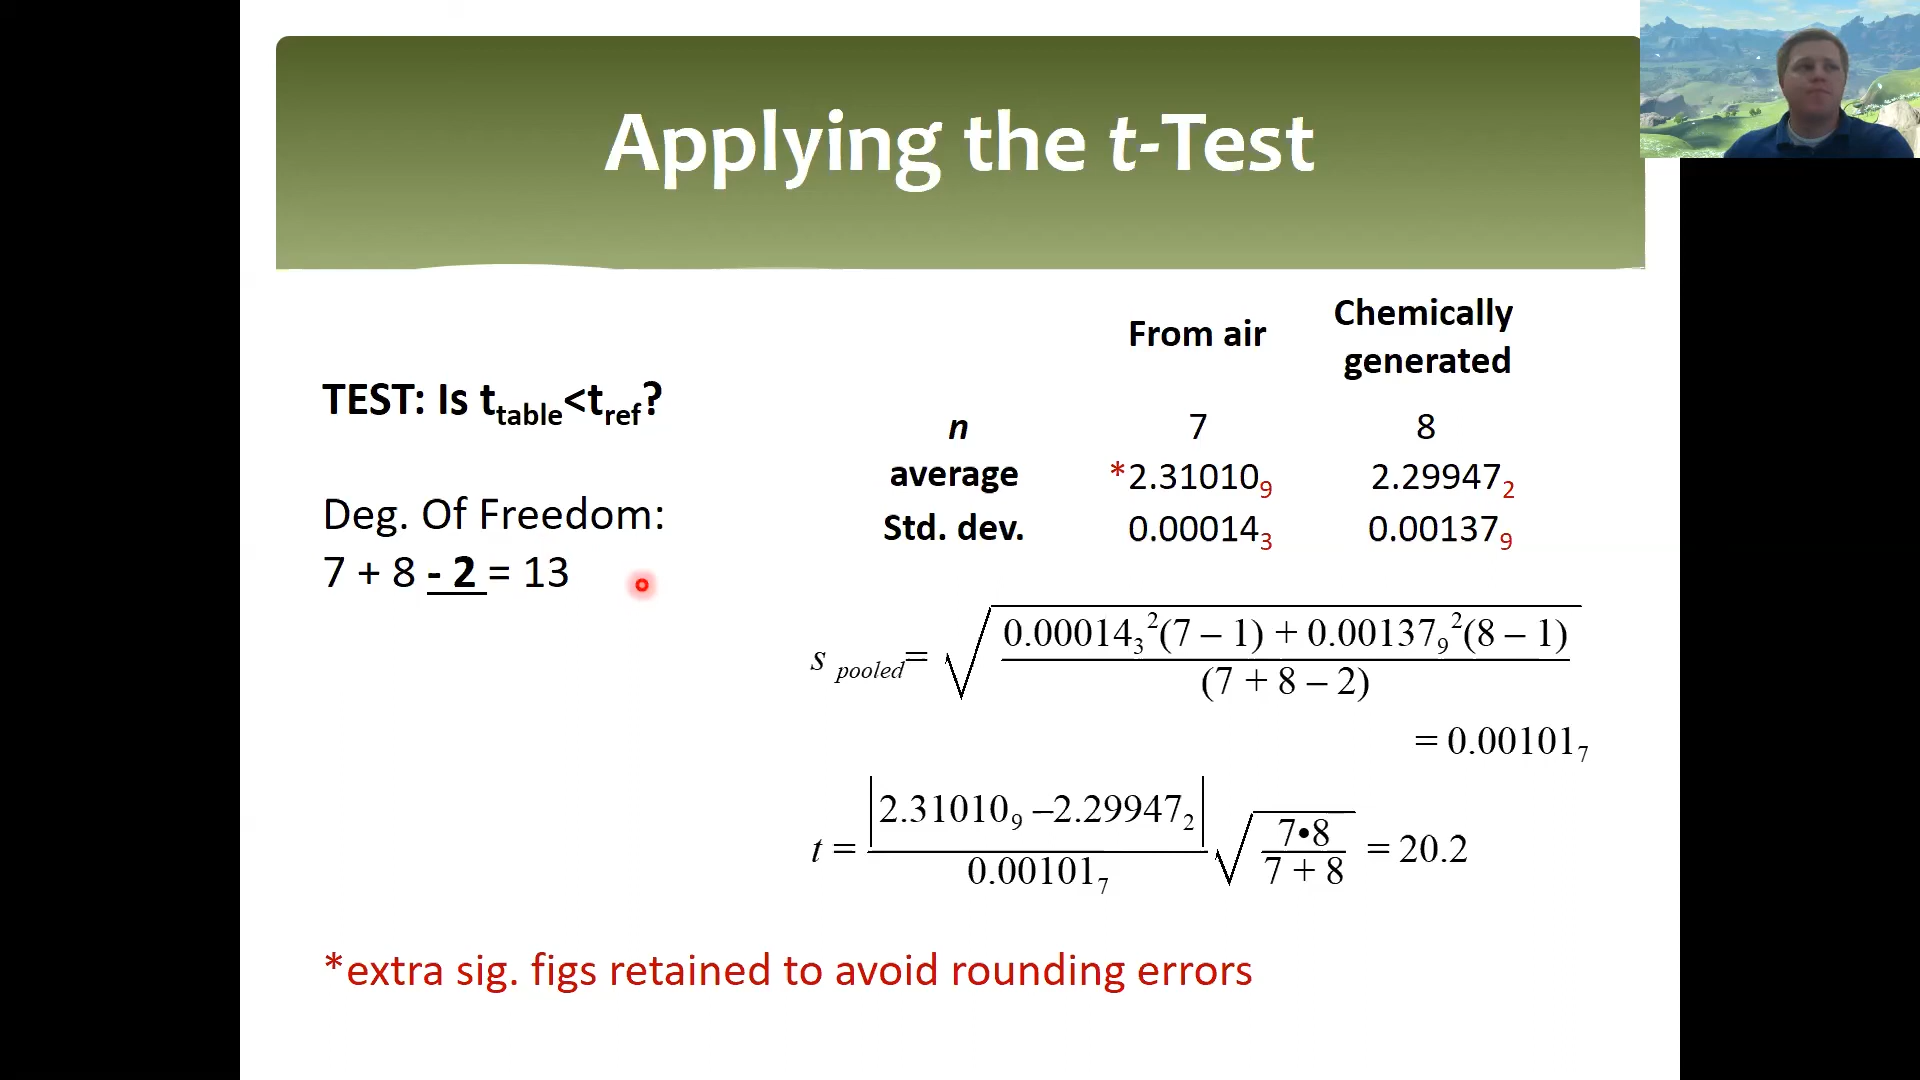 Applying the t-Test
TEST: Is t_table<t_ref?
Deg. Of Freedom:
7 + 8 - 2 = 13
From air
Chemically
generated
n 7 8
average *2.31010₉ 2.29947₂
Std. dev. 0.00014₃ 0.00137₉
s pooled = √ 0.00014₃²(7 – 1) + 0.00137₉²(8 – 1)
(7 + 8 – 2)
= 0.00101₇
t = |2.31010₉ –2.29947₂| / 0.00101₇ √ 7•8 / 7 + 8 = 20.2
*extra sig. figs retained to avoid rounding errors